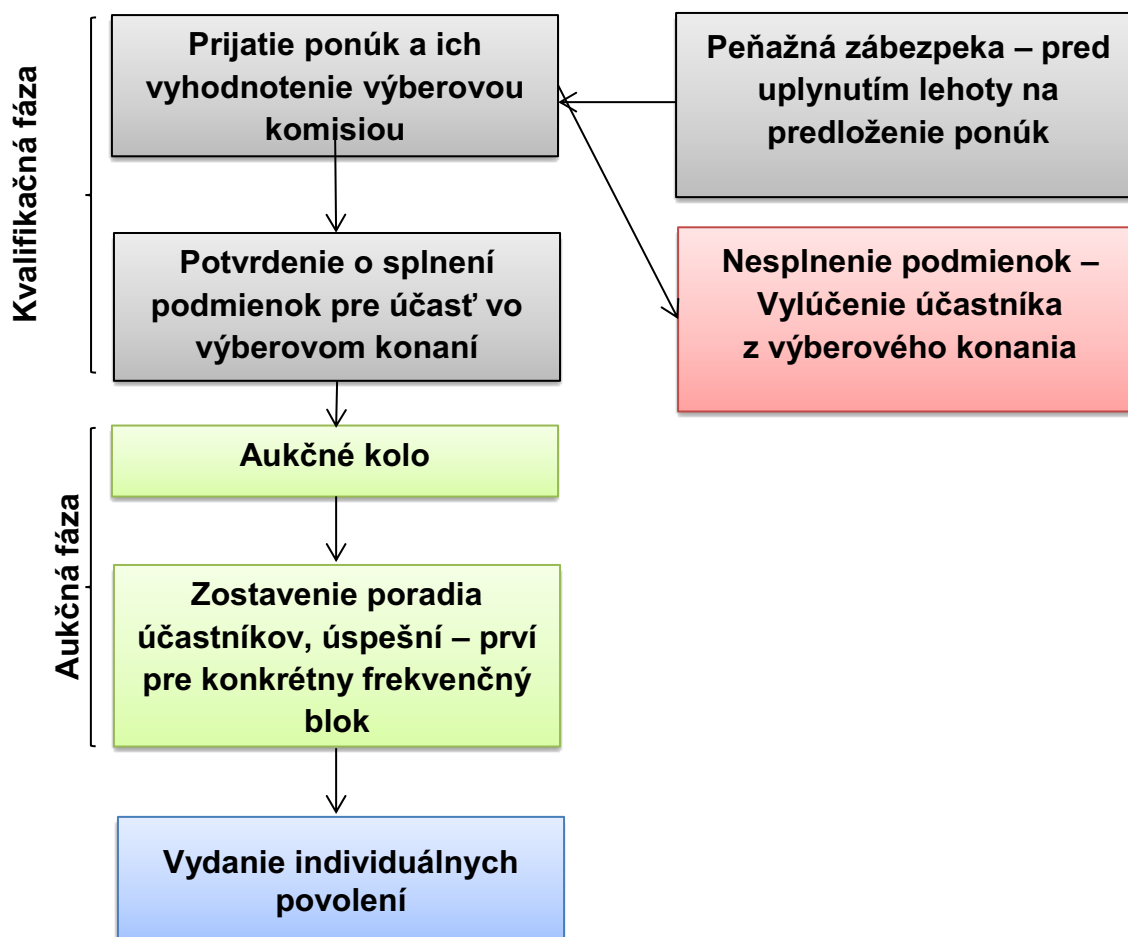 Kvalifikačná fáza
Prijatie ponúk a ich
vyhodnotenie výberovou
komisiou
Peňažná zábezpeka – pred
uplynutím lehoty na
predloženie ponúk
Potvrdenie o splnení
podmienok pre účasť vo
výberovom konaní
Nesplnenie podmienok –
Vylúčenie účastníka
z výberového konania
Aukčná fáza
Aukčné kolo
Zostavenie poradia
účastníkov, úspešní – prví
pre konkrétny frekvenčný
blok
Vydanie individuálnych
povolení